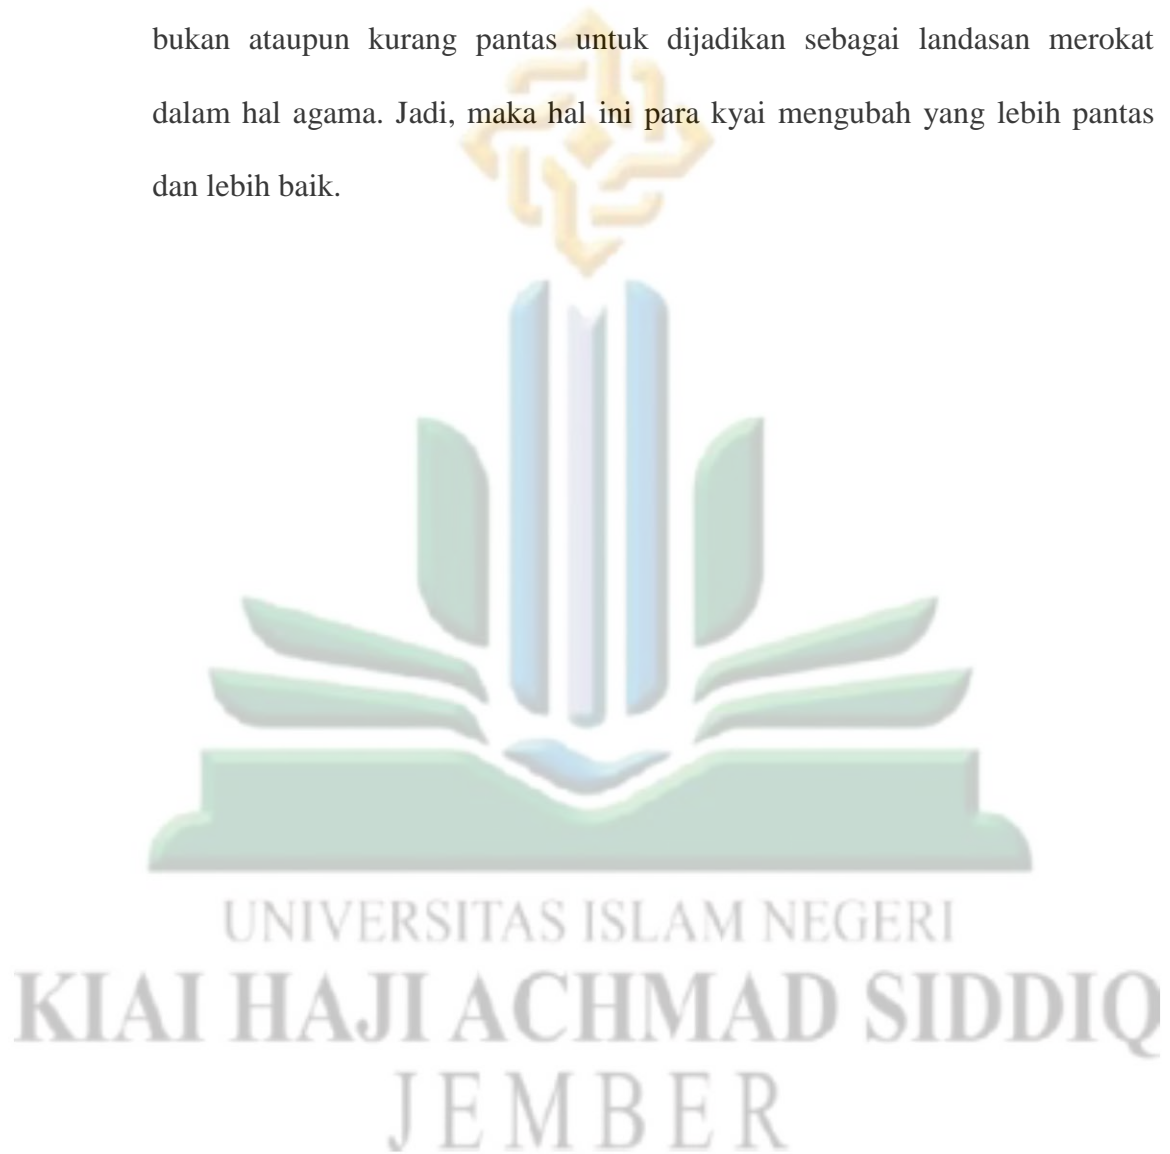 bukan ataupun kurang pantas untuk dijadikan sebagai landasan merokat
dalam hal agama. Jadi, maka hal ini para kyai mengubah yang lebih pantas
dan lebih baik.
UNIVERSITAS ISLAM NEGERI
KIAI HAJI ACHMAD SIDDIQ
JEMBER